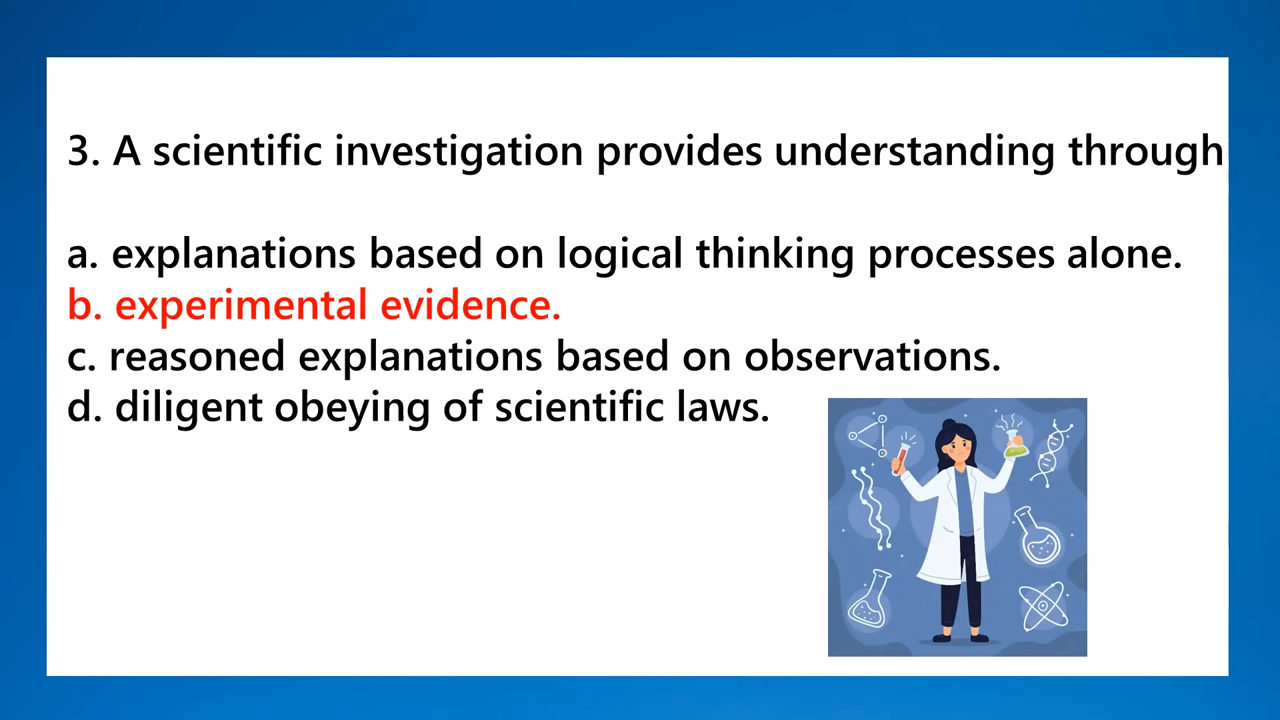 3. A scientific investigation provides understanding through
a. explanations based on logical thinking processes alone.
b. experimental evidence.
c. reasoned explanations based on observations.
d. diligent obeying of scientific laws.